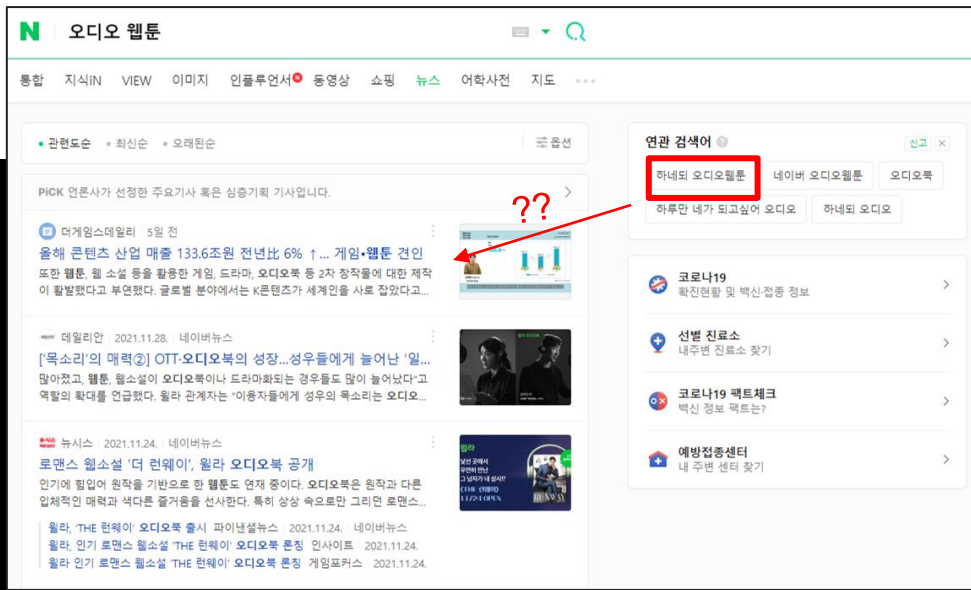 N 오디오 웹툰
통합 지식iN VIEW 이미지 인플루언서 N 동영상 쇼핑 뉴스 어학사전 지도
관련도순 최신순 오래된순 옵션
PiCK 언론사가 선정한 주요기사 혹은 심층기획 기사입니다.
더게임스데일리 5일 전
올해 콘텐츠 산업 매출 133.6조원 전년比 6% ↑... 게임•웹툰 견인
또한 웹툰, 웹 소설 등을 활용한 게임, 드라마, 오디오북 등 2차 창작물에 대한 제작
이 활발했다고 부연했다. 글로벌 분야에서는 K콘텐츠가 세계인을 사로 잡았다고...
데일리안 2021.11.28. 네이버뉴스
['목소리'의 매력②] OTT·오디오북의 성장...성우들에게 늘어난 '일...
많아졌고, 웹툰, 웹소설이 오디오북이나 드라마화되는 경우들도 많이 늘어났다"고
역할의 확대를 언급했다. 윌라 관계자는 "이용자들에게 성우의 목소리는 오디오...
뉴시스 2021.11.24. 네이버뉴스
로맨스 웹소설 '더 런웨이', 윌라 오디오북 공개
인기에 힘입어 원작을 기반으로 한 웹툰도 연재 중이다. 오디오북은 원작과 다른
입체적인 매력과 색다른 즐거움을 선사한다. 특히 상상 속으로만 그리던 로맨스...
윌라
낯선 곳에서
우연히 만난
그 남자가 내 상사!?
《THE 런웨이》
11/24 OPEN
RUNWAY
윌라, 'THE 런웨이' 오디오북 출시 파이낸셜뉴스 2021.11.24. 네이버뉴스
윌라, 인기 로맨스 웹소설 'THE 런웨이' 오디오북 론칭 인사이트 2021.11.24.
윌라 인기 로맨스 웹소설 'THE 런웨이' 오디오북 론칭 게임포커스 2021.11.24.
??
연관 검색어 ? 신고 ×
하네되 오디오웹툰 네이버 오디오웹툰 오디오북
하루만 네가 되고싶어 오디오 하네되 오디오
코로나19
확진현황 및 백신·접종 정보
선별 진료소
내주변 진료소 찾기
코로나19 팩트체크
백신 정보 팩트는?
예방접종센터
내 주변 센터 찾기